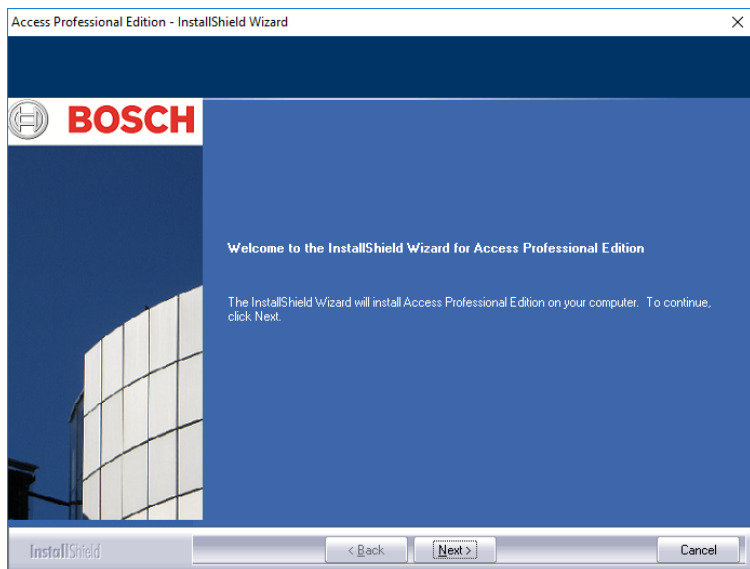 Access Professional Edition - InstallShield Wizard
BOSCH
Welcome to the InstallShield Wizard for Access Professional Edition
The InstallShield Wizard will install Access Professional Edition on your computer. To continue,
click Next.
InstallShield
< Back
Next >
Cancel